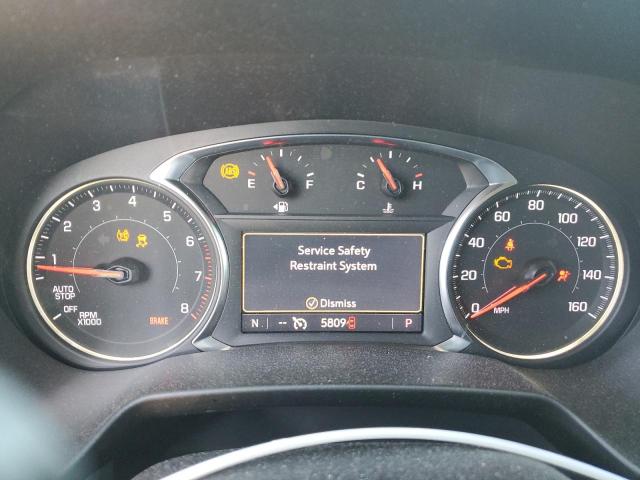 ABS
E F
C H
1 2 3 4 5 6 7 8
AUTO
STOP
OFF RPM
X1000
BRAKE
Service Safety
Restraint System
Dismiss
N -- 5809 P
0 20 40 60 80 100 120 140 160
MPH